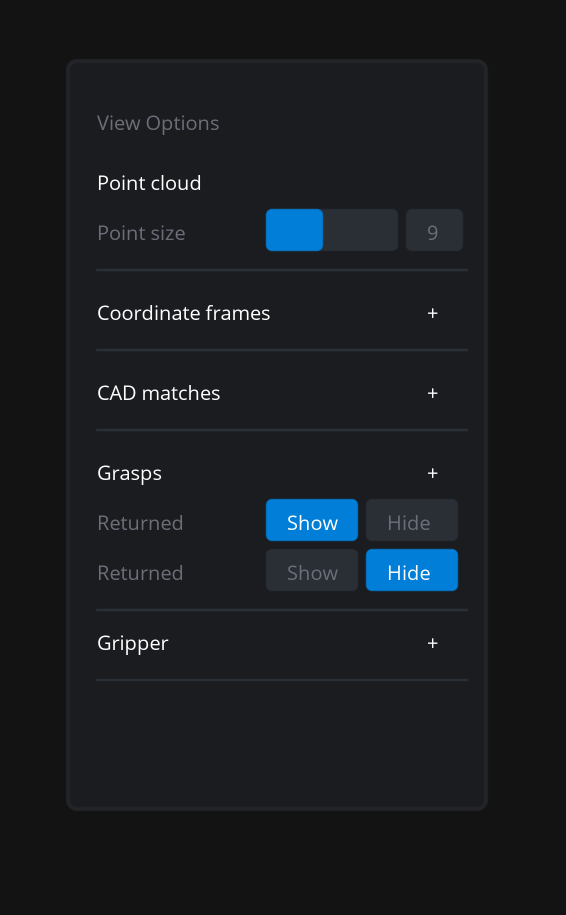 View Options
Point cloud
Point size 9
Coordinate frames +
CAD matches +
Grasps +
Returned Show Hide
Returned Show Hide
Gripper +